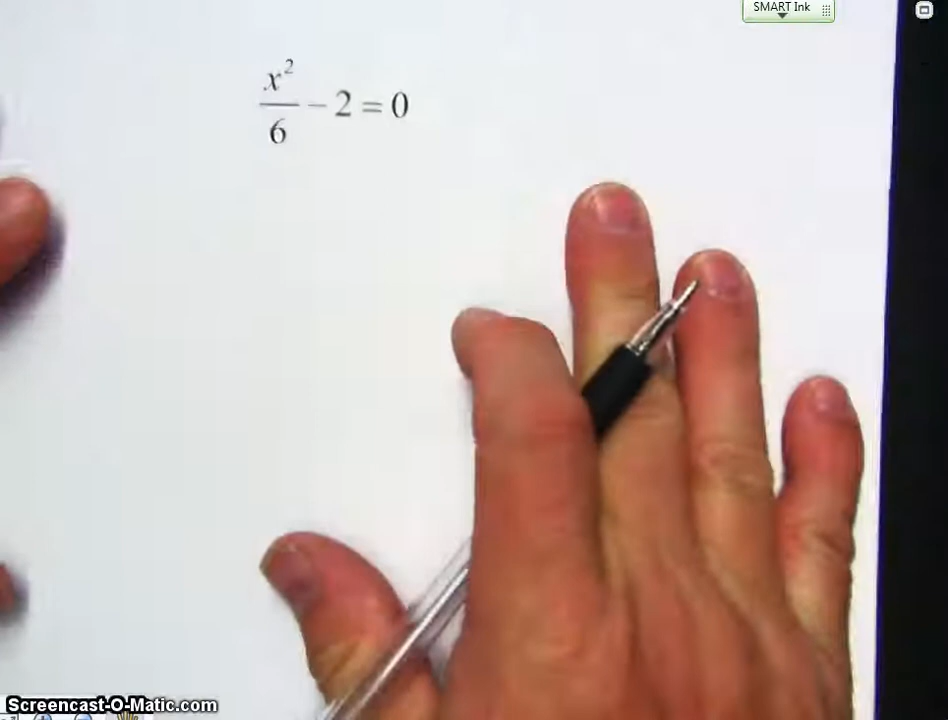 SMART Ink
x²/6 − 2 = 0
Screencast-O-Matic.com